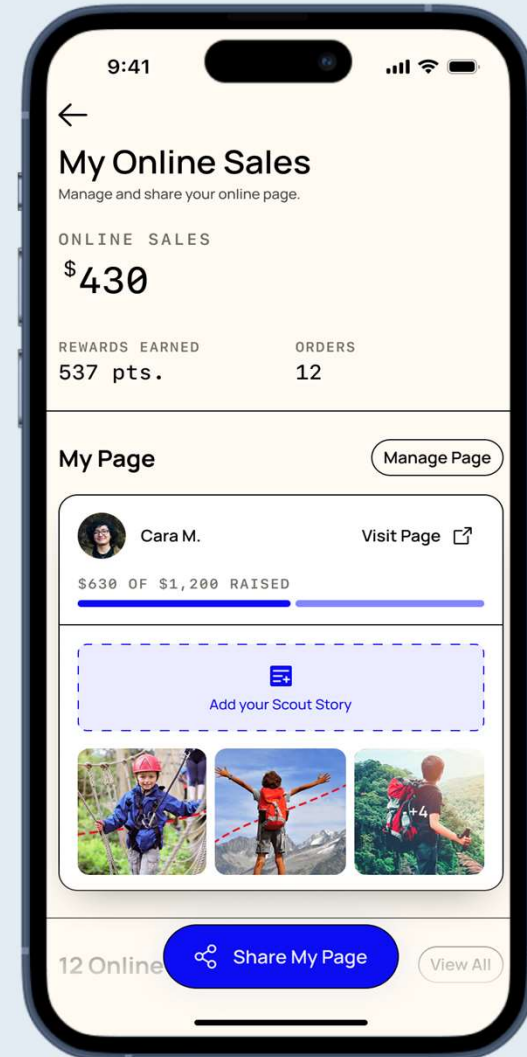 9:41
My Online Sales
Manage and share your online page.
ONLINE SALES
$430
REWARDS EARNED ORDERS
537 pts. 12
My Page Manage Page
Cara M. Visit Page
$630 OF $1,200 RAISED
Add your Scout Story
+4
12 Online
Share My Page
View All